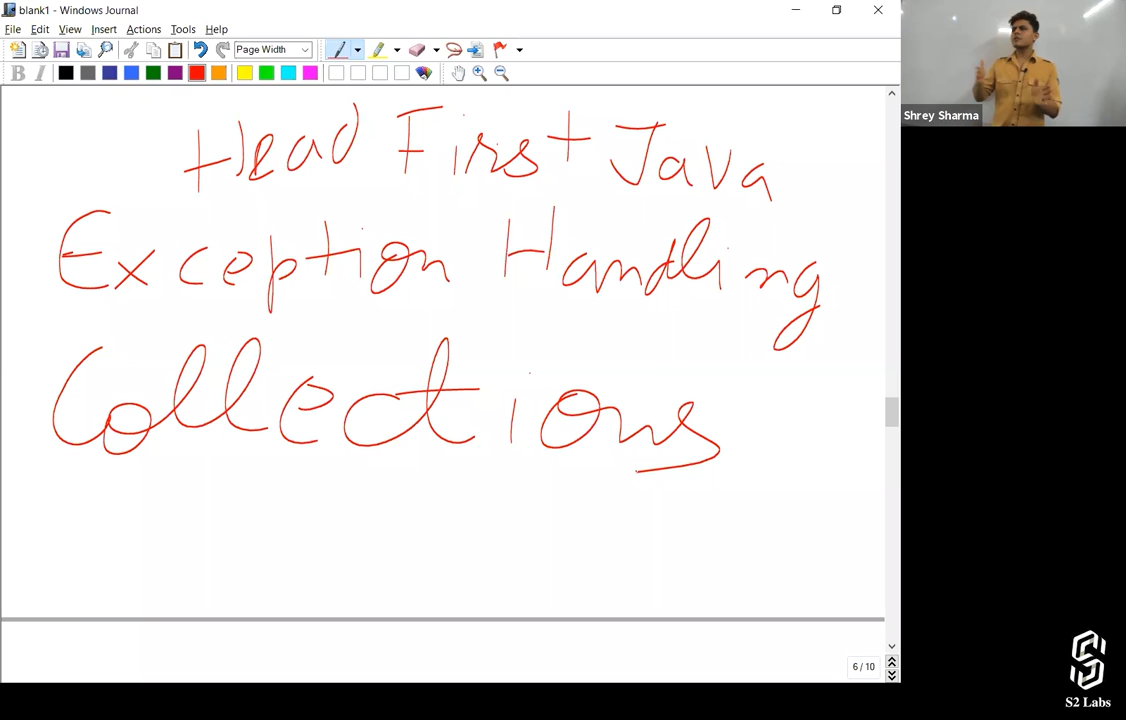 blank1 - Windows Journal
File Edit View Insert Actions Tools Help
Page Width
B I
Head First Java
Exception Handling
Collections
6 / 10
Shrey Sharma
S2 Labs